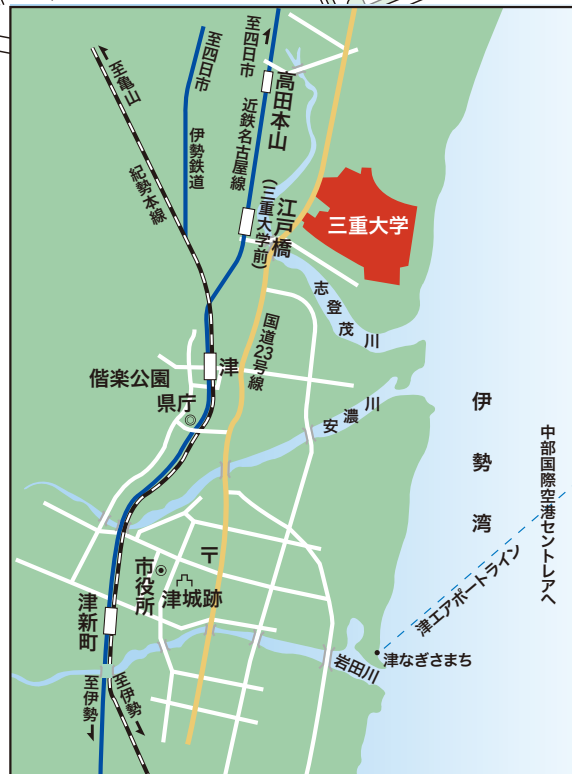 至四日市
至四日市
至亀山
高田本山
近鉄名古屋線
伊勢鉄道
紀勢本線
江戸橋
(三重大学前)
三重大学
志登茂川
国道23号線
津
偕楽公園
県庁
安濃川
伊勢湾
中部国際空港セントレアへ
津エアポートライン
〒
市役所
津城跡
津新町
津なぎさまち
岩田川
至伊勢
至伊勢